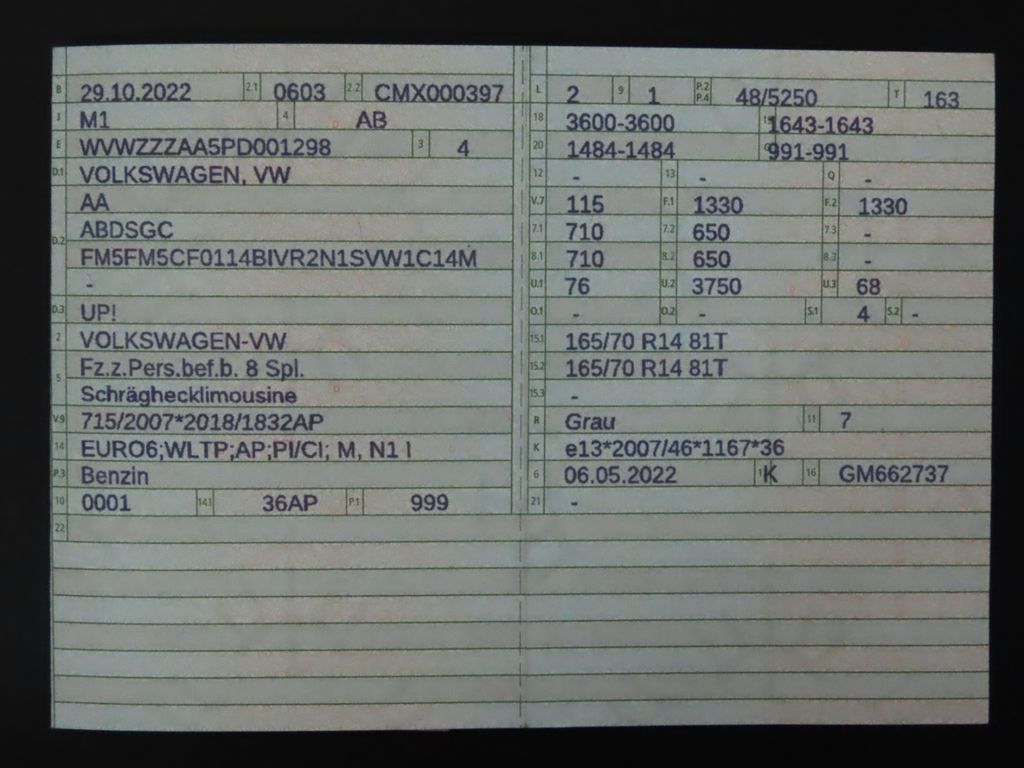 B 29.10.2022 2.1 0603 2.2 CMX000397
J M1 4 AB
E WVWZZZAA5PD001298 3 4
D.1 VOLKSWAGEN, VW
AA
D.2 ABDSGC
FM5FM5CF0114BIVR2N1SVW1C14M
-
D.3 UP!
2 VOLKSWAGEN-VW
5 Fz.z.Pers.bef.b. 8 Spl.
Schräghecklimousine
V.9 715/2007*2018/1832AP
14 EURO6;WLTP;AP;PI/CI; M, N1 I
P.3 Benzin
10 0001 14.1 36AP P.1 999
22
L 2 9 1 P.2 P.4 48/5250 T 163
18 3600-3600 1643-1643
20 1484-1484 991-991
12 - 13 - Q -
V.7 115 F.1 1330 F.2 1330
7.1 710 7.2 650 7.3 -
8.1 710 8.2 650 8.3 -
U.1 76 U.2 3750 U.3 68
O.1 - O.2 - S.1 4 S.2 -
15.1 165/70 R14 81T
15.2 165/70 R14 81T
15.3 -
R Grau 11 7
K e13*2007/46*1167*36
6 06.05.2022 K 16 GM662737
21 -